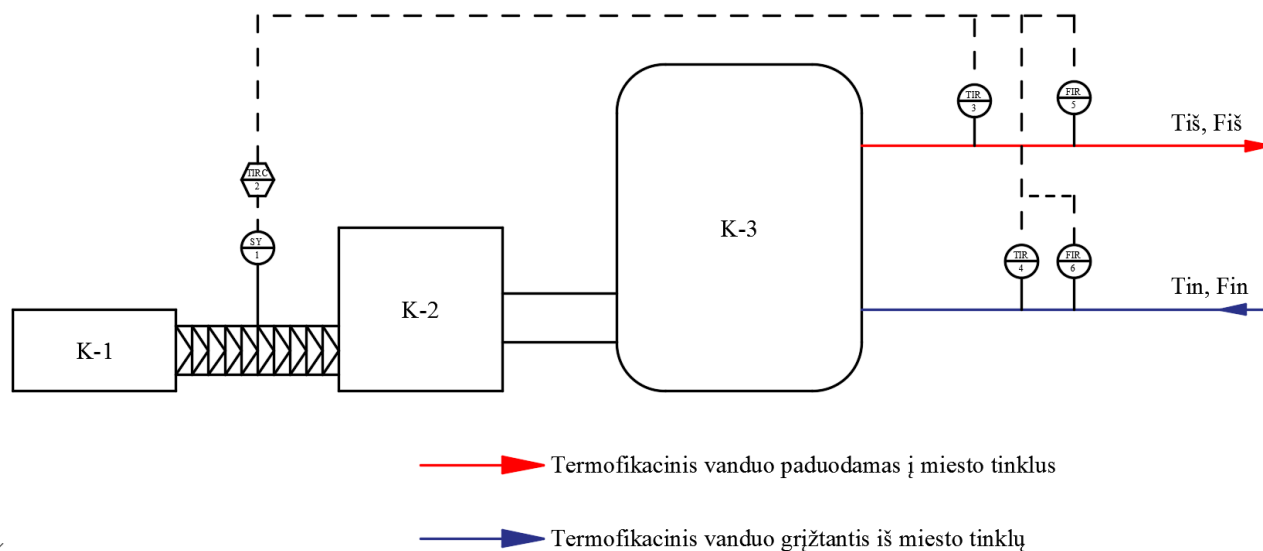 TIR
3
FIR
5
Tiš, Fiš
TIRC
2
SY
1
K-3
TIR
4
FIR
6
Tin, Fin
K-2
K-1
Termofikacinis vanduo paduodamas į miesto tinklus
Termofikacinis vanduo grįžtantis iš miesto tinklų